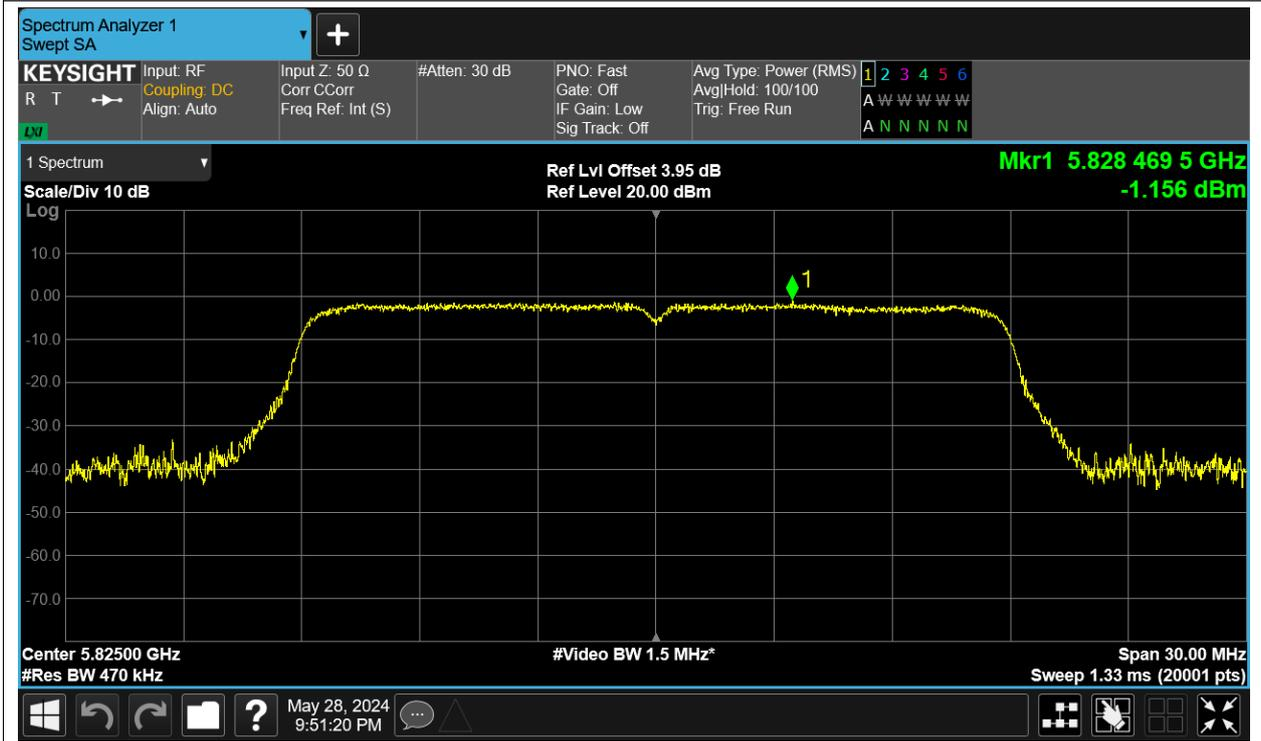 Spectrum Analyzer 1
Swept SA
+
KEYSIGHT
R T
LXI
Input: RF
Coupling: DC
Align: Auto
Input Z: 50 Ω
Corr CCorr
Freq Ref: Int (S)
#Atten: 30 dB
PNO: Fast
Gate: Off
IF Gain: Low
Sig Track: Off
Avg Type: Power (RMS)
Avg|Hold: 100/100
Trig: Free Run
1 2 3 4 5 6
A W W W W W
A N N N N N
1 Spectrum
Scale/Div 10 dB
Ref Lvl Offset 3.95 dB
Ref Level 20.00 dBm
Mkr1 5.828 469 5 GHz
-1.156 dBm
Log
10.0
0.00
-10.0
-20.0
-30.0
-40.0
-50.0
-60.0
-70.0
1
Center 5.82500 GHz
#Video BW 1.5 MHz*
Span 30.00 MHz
#Res BW 470 kHz
Sweep 1.33 ms (20001 pts)
?
May 28, 2024
9:51:20 PM